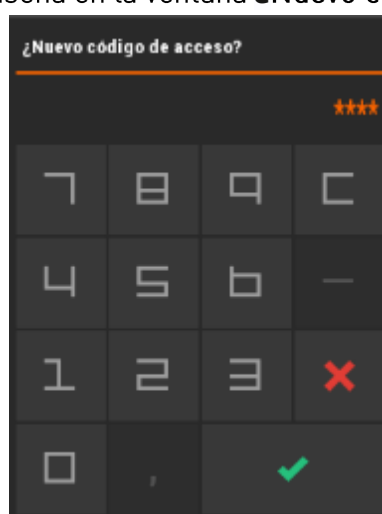 ¿Nuevo código de acceso?
****
7 8 9 C
4 5 6 —
1 2 3
0 ,